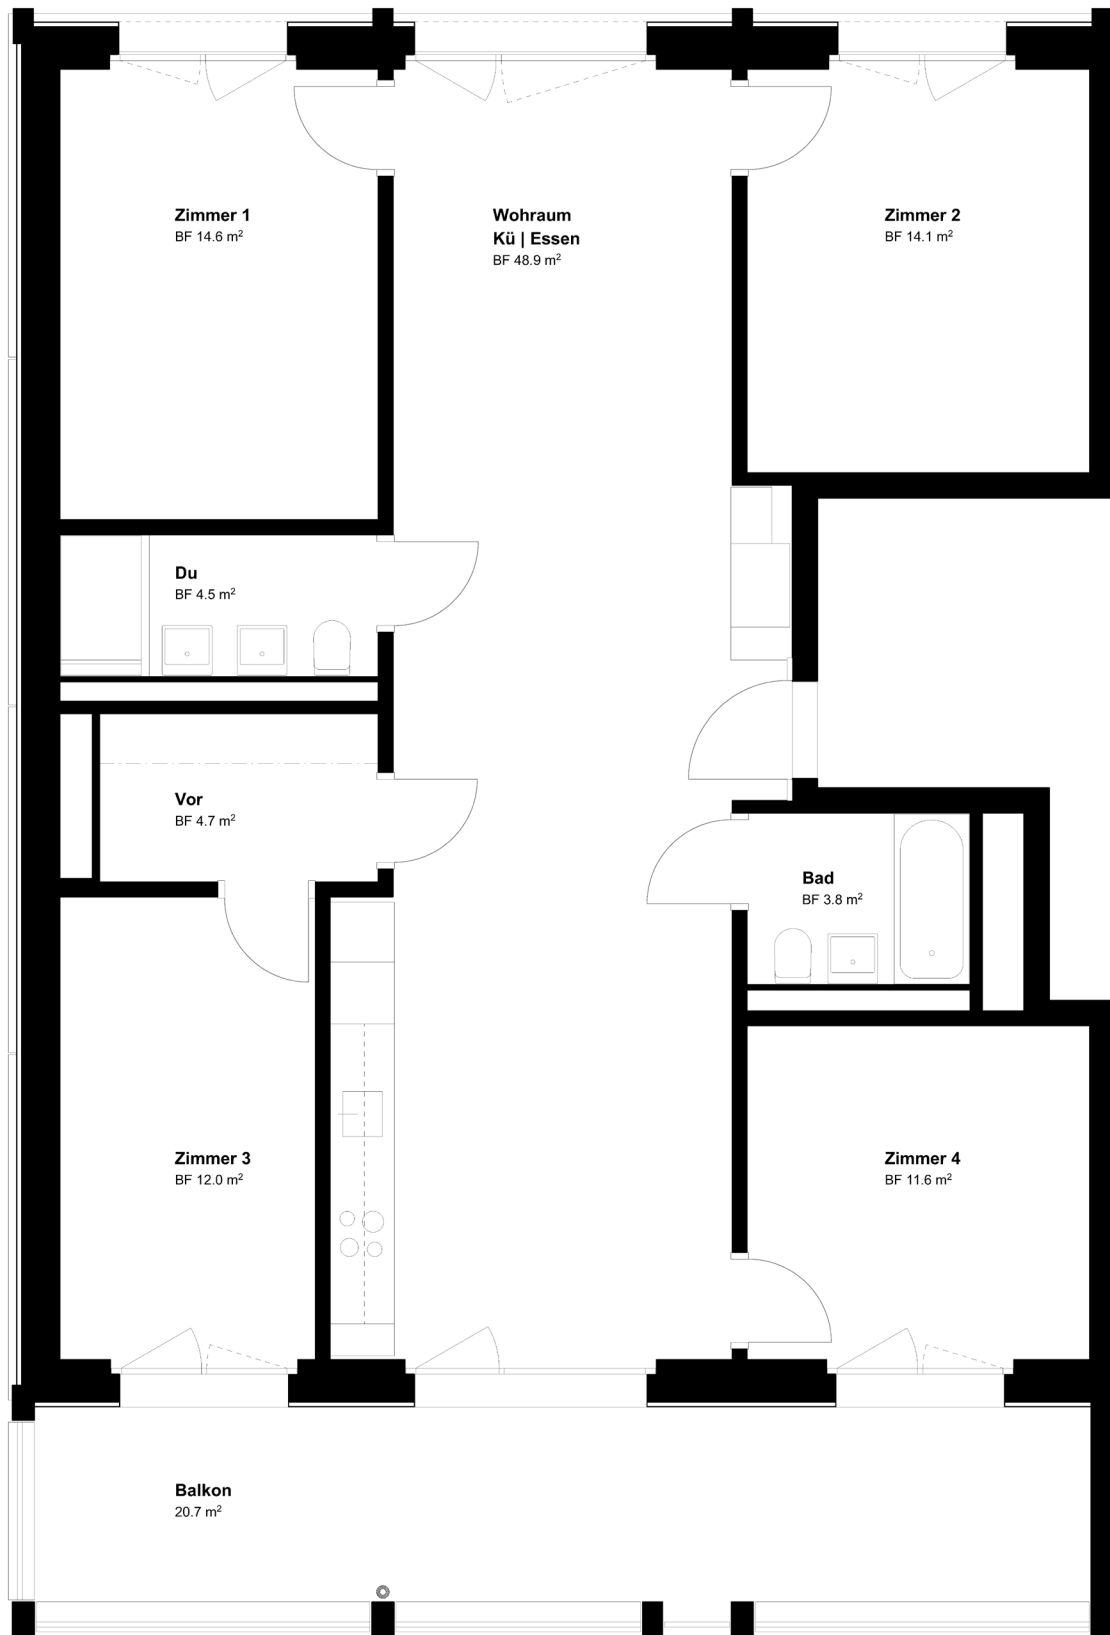 Zimmer 1
BF 14.6 m²
Wohraum
Kü | Essen
BF 48.9 m²
Zimmer 2
BF 14.1 m²
Du
BF 4.5 m²
Vor
BF 4.7 m²
Bad
BF 3.8 m²
Zimmer 3
BF 12.0 m²
Zimmer 4
BF 11.6 m²
Balkon
20.7 m²